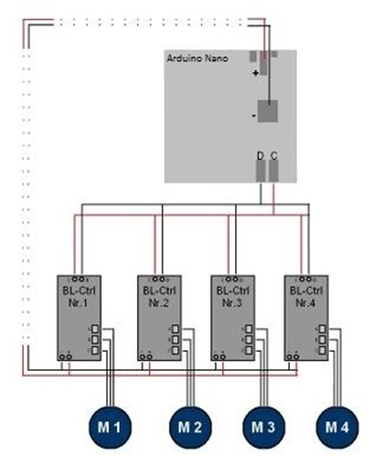 Arduino Nano
+
-
D C
BL-Ctrl BL-Ctrl BL-Ctrl BL-Ctrl
Nr.1 Nr.2 Nr.3 Nr.4
M 1 M 2 M 3 M 4